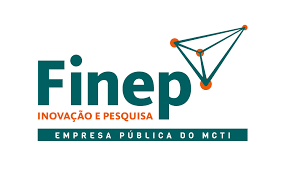 Finep
INOVAÇÃO E PESQUISA
EMPRESA PÚBLICA DO MCTI